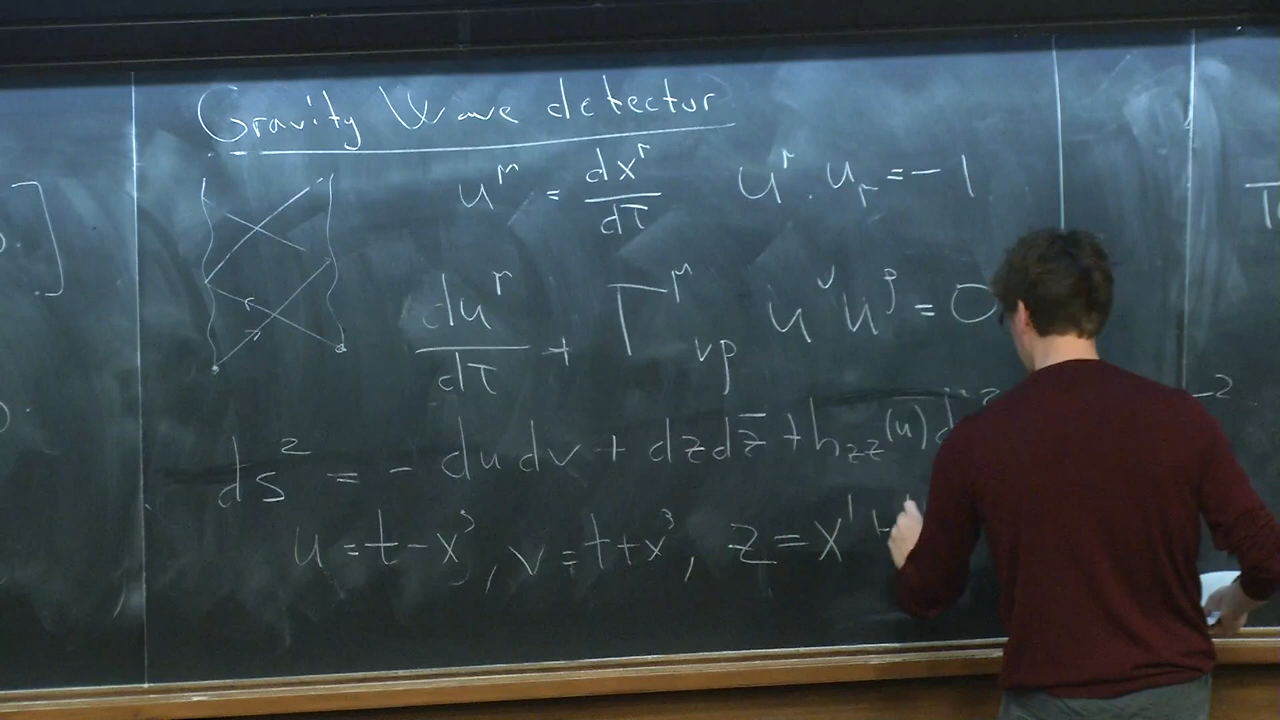 Gravity Wave detector
u^μ = dx^μ/dτ   u^μ . u_μ = -1
du^μ/dτ + Γ^μ_νρ u^ν u^ρ = 0
ds² = - du dv + dz dz̄ + h_zz(u) d
u = t - x³, v = t + x³, z = x¹ +